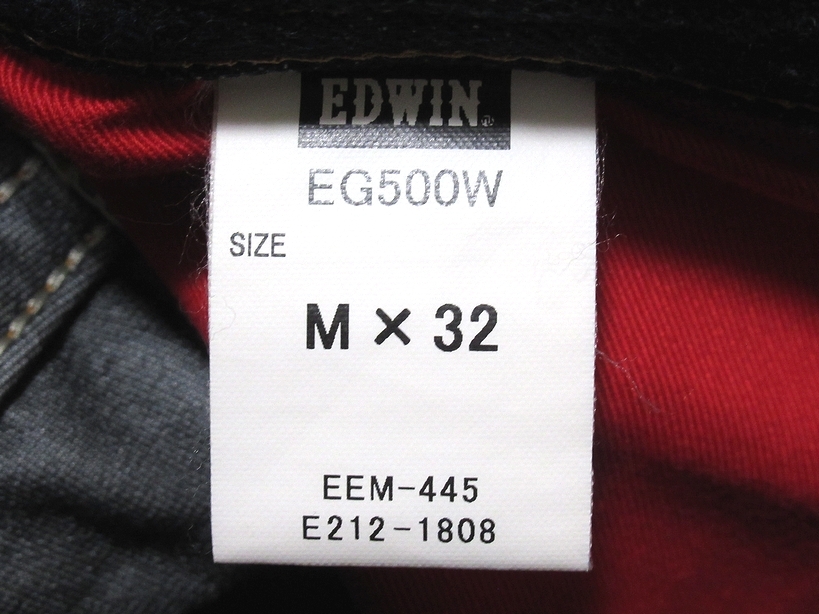 EDWIN
EG500W
SIZE
M × 32
EEM-445
E212-1808